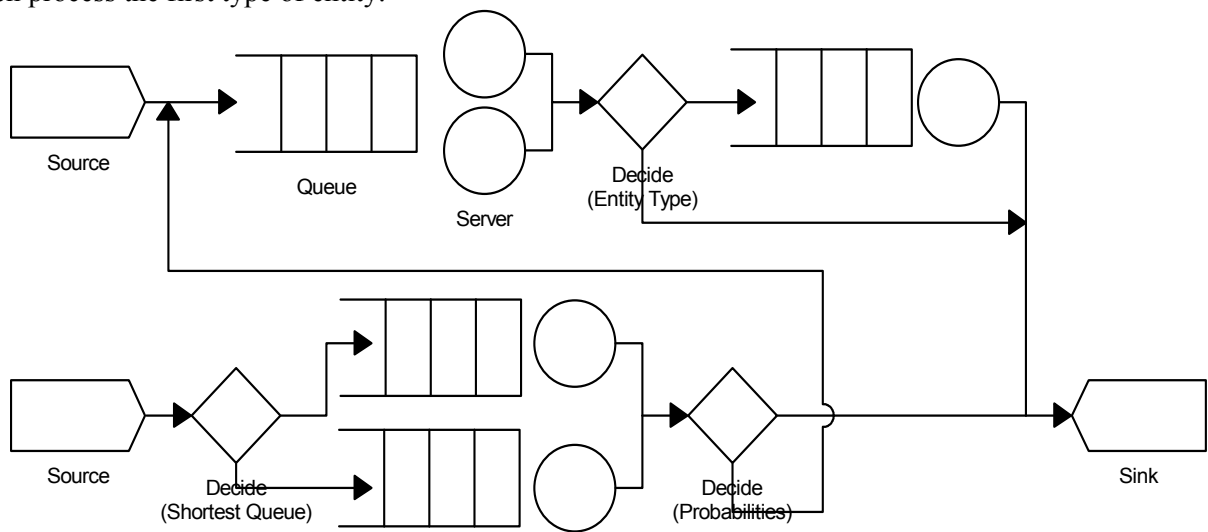 process the first type of entity.
Source
Queue
Server
Decide
(Entity Type)
Source
Decide
(Shortest Queue)
Decide
(Probabilities)
Sink